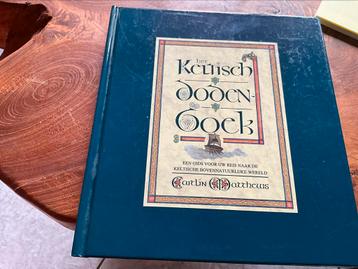 het
Keltisch
Doden-
boek
EEN GIDS VOOR UW REIS NAAR DE
KELTISCHE BOVENNATUURLIJKE WERELD
Caitlín Matthews